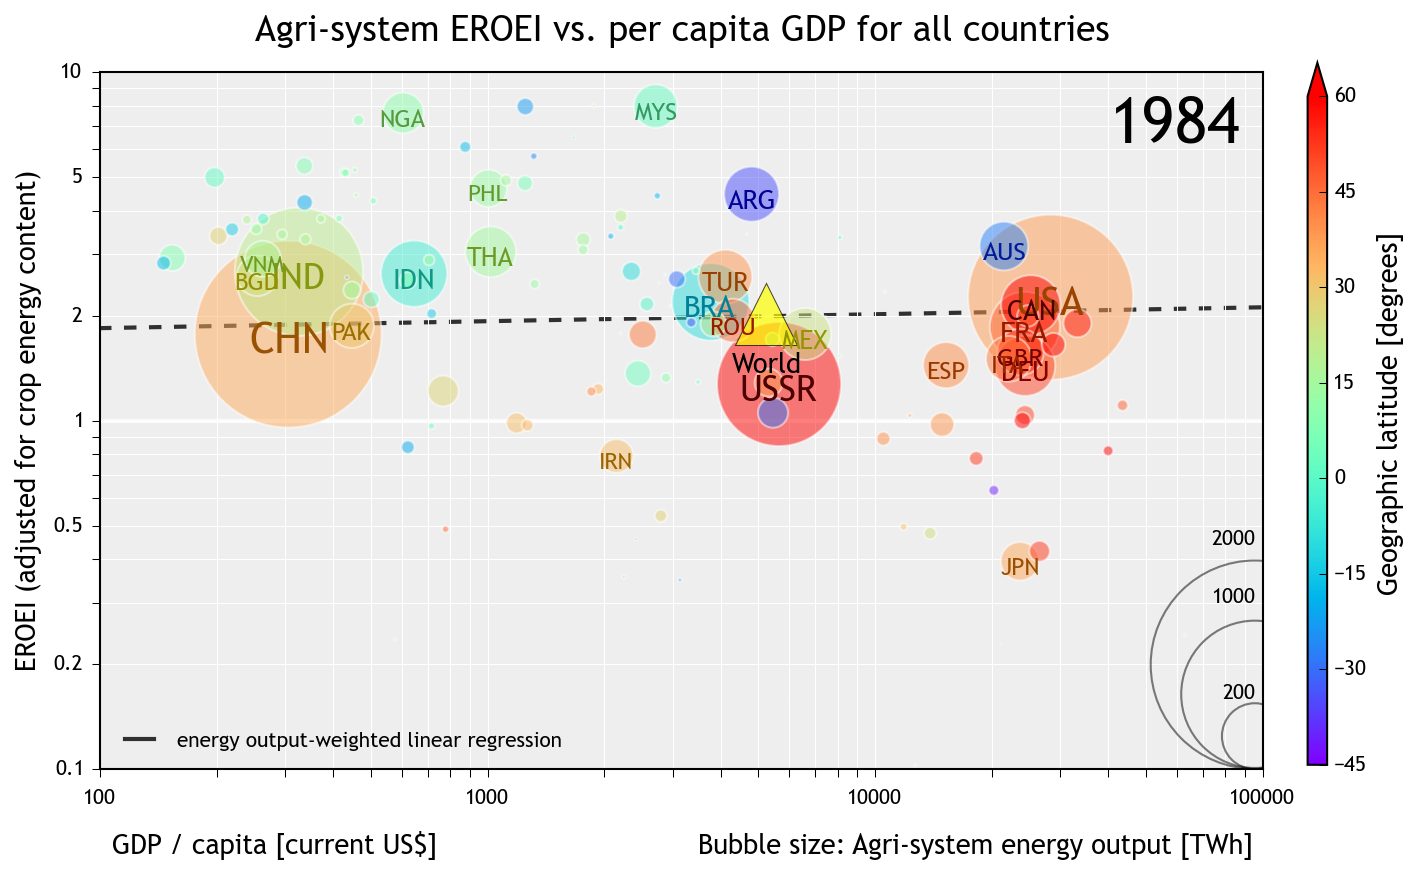 Agri-system EROEI vs. per capita GDP for all countries
1984
EROEI (adjusted for crop energy content)
10
5
2
1
0.5
0.2
0.1
NGA
MYS
PHL
ARG
THA
AUS
VNM
BGD
IND
IDN
TUR
BRA
USA
CAN
CHN
PAK
ROU
MEX
FRA
World
ESP
GBR
ITA
DEU
USSR
IRN
JPN
2000
1000
200
energy output-weighted linear regression
100
1000
10000
100000
GDP / capita [current US$]
Bubble size: Agri-system energy output [TWh]
60
45
30
15
0
−15
−30
−45
Geographic latitude [degrees]